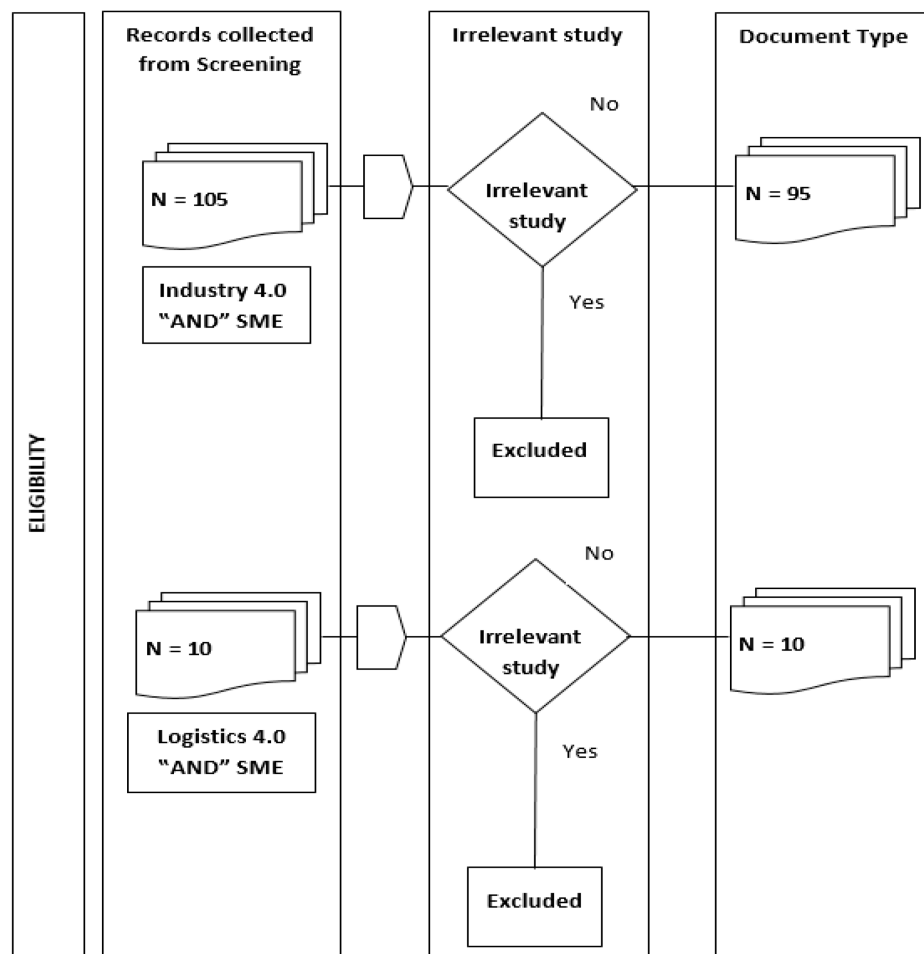 Records collected
from Screening
Irrelevant study
Document Type
No
N = 105
Irrelevant
study
N = 95
Industry 4.0
"AND" SME
Yes
Excluded
ELIGIBILITY
No
N = 10
Irrelevant
study
N = 10
Logistics 4.0
"AND" SME
Yes
Excluded